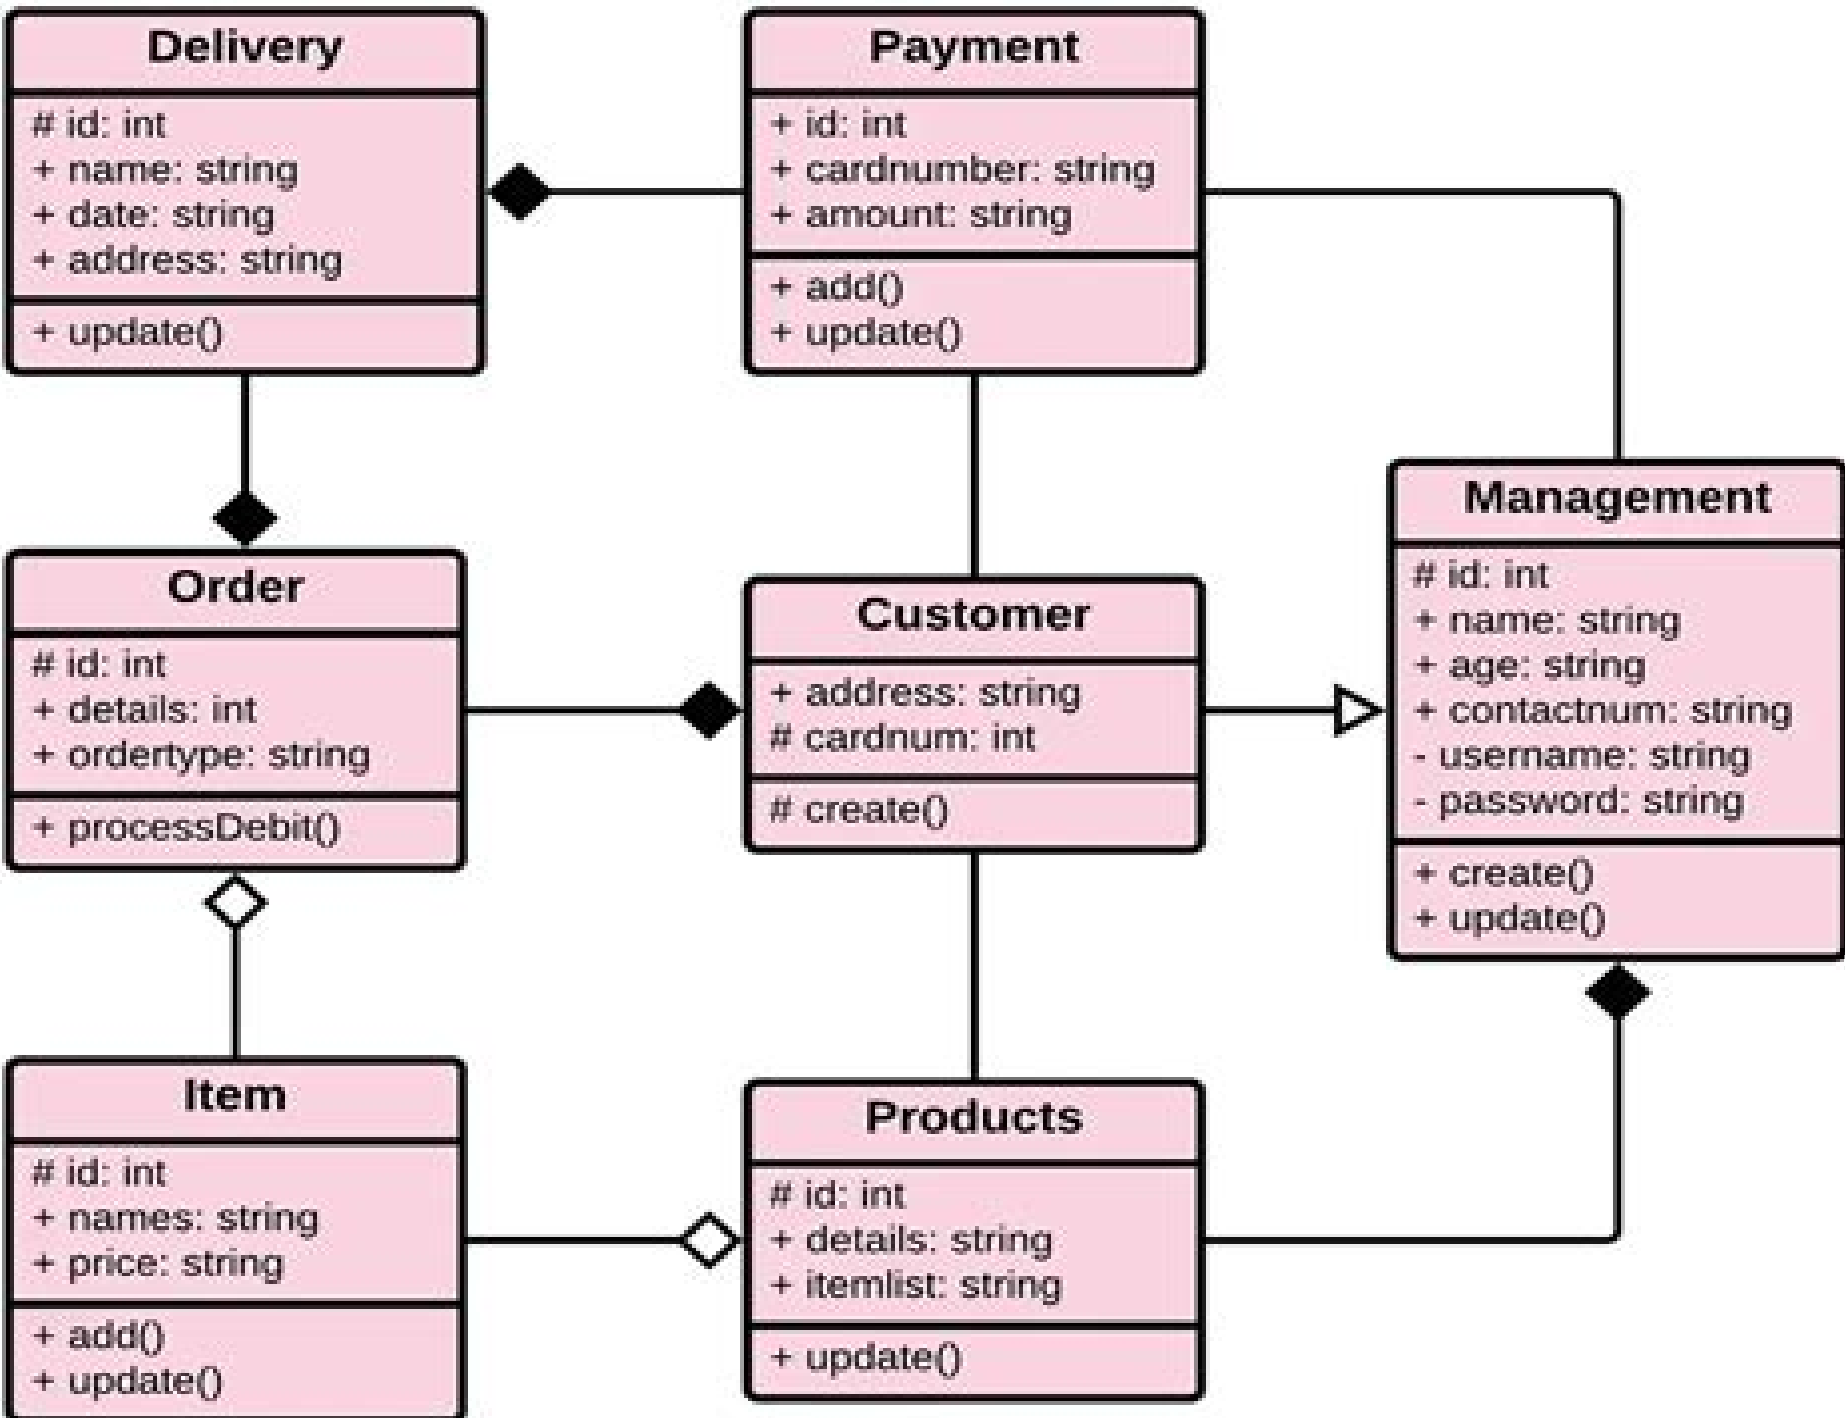 Delivery
# id: int
+ name: string
+ date: string
+ address: string
+ update()
Payment
+ id: int
+ cardnumber: string
+ amount: string
+ add()
+ update()
Order
# id: int
+ details: int
+ ordertype: string
+ processDebit()
Customer
+ address: string
# cardnum: int
# create()
Management
# id: int
+ name: string
+ age: string
+ contactnum: string
- username: string
- password: string
+ create()
+ update()
Item
# id: int
+ names: string
+ price: string
+ add()
+ update()
Products
# id: int
+ details: string
+ itemlist: string
+ update()